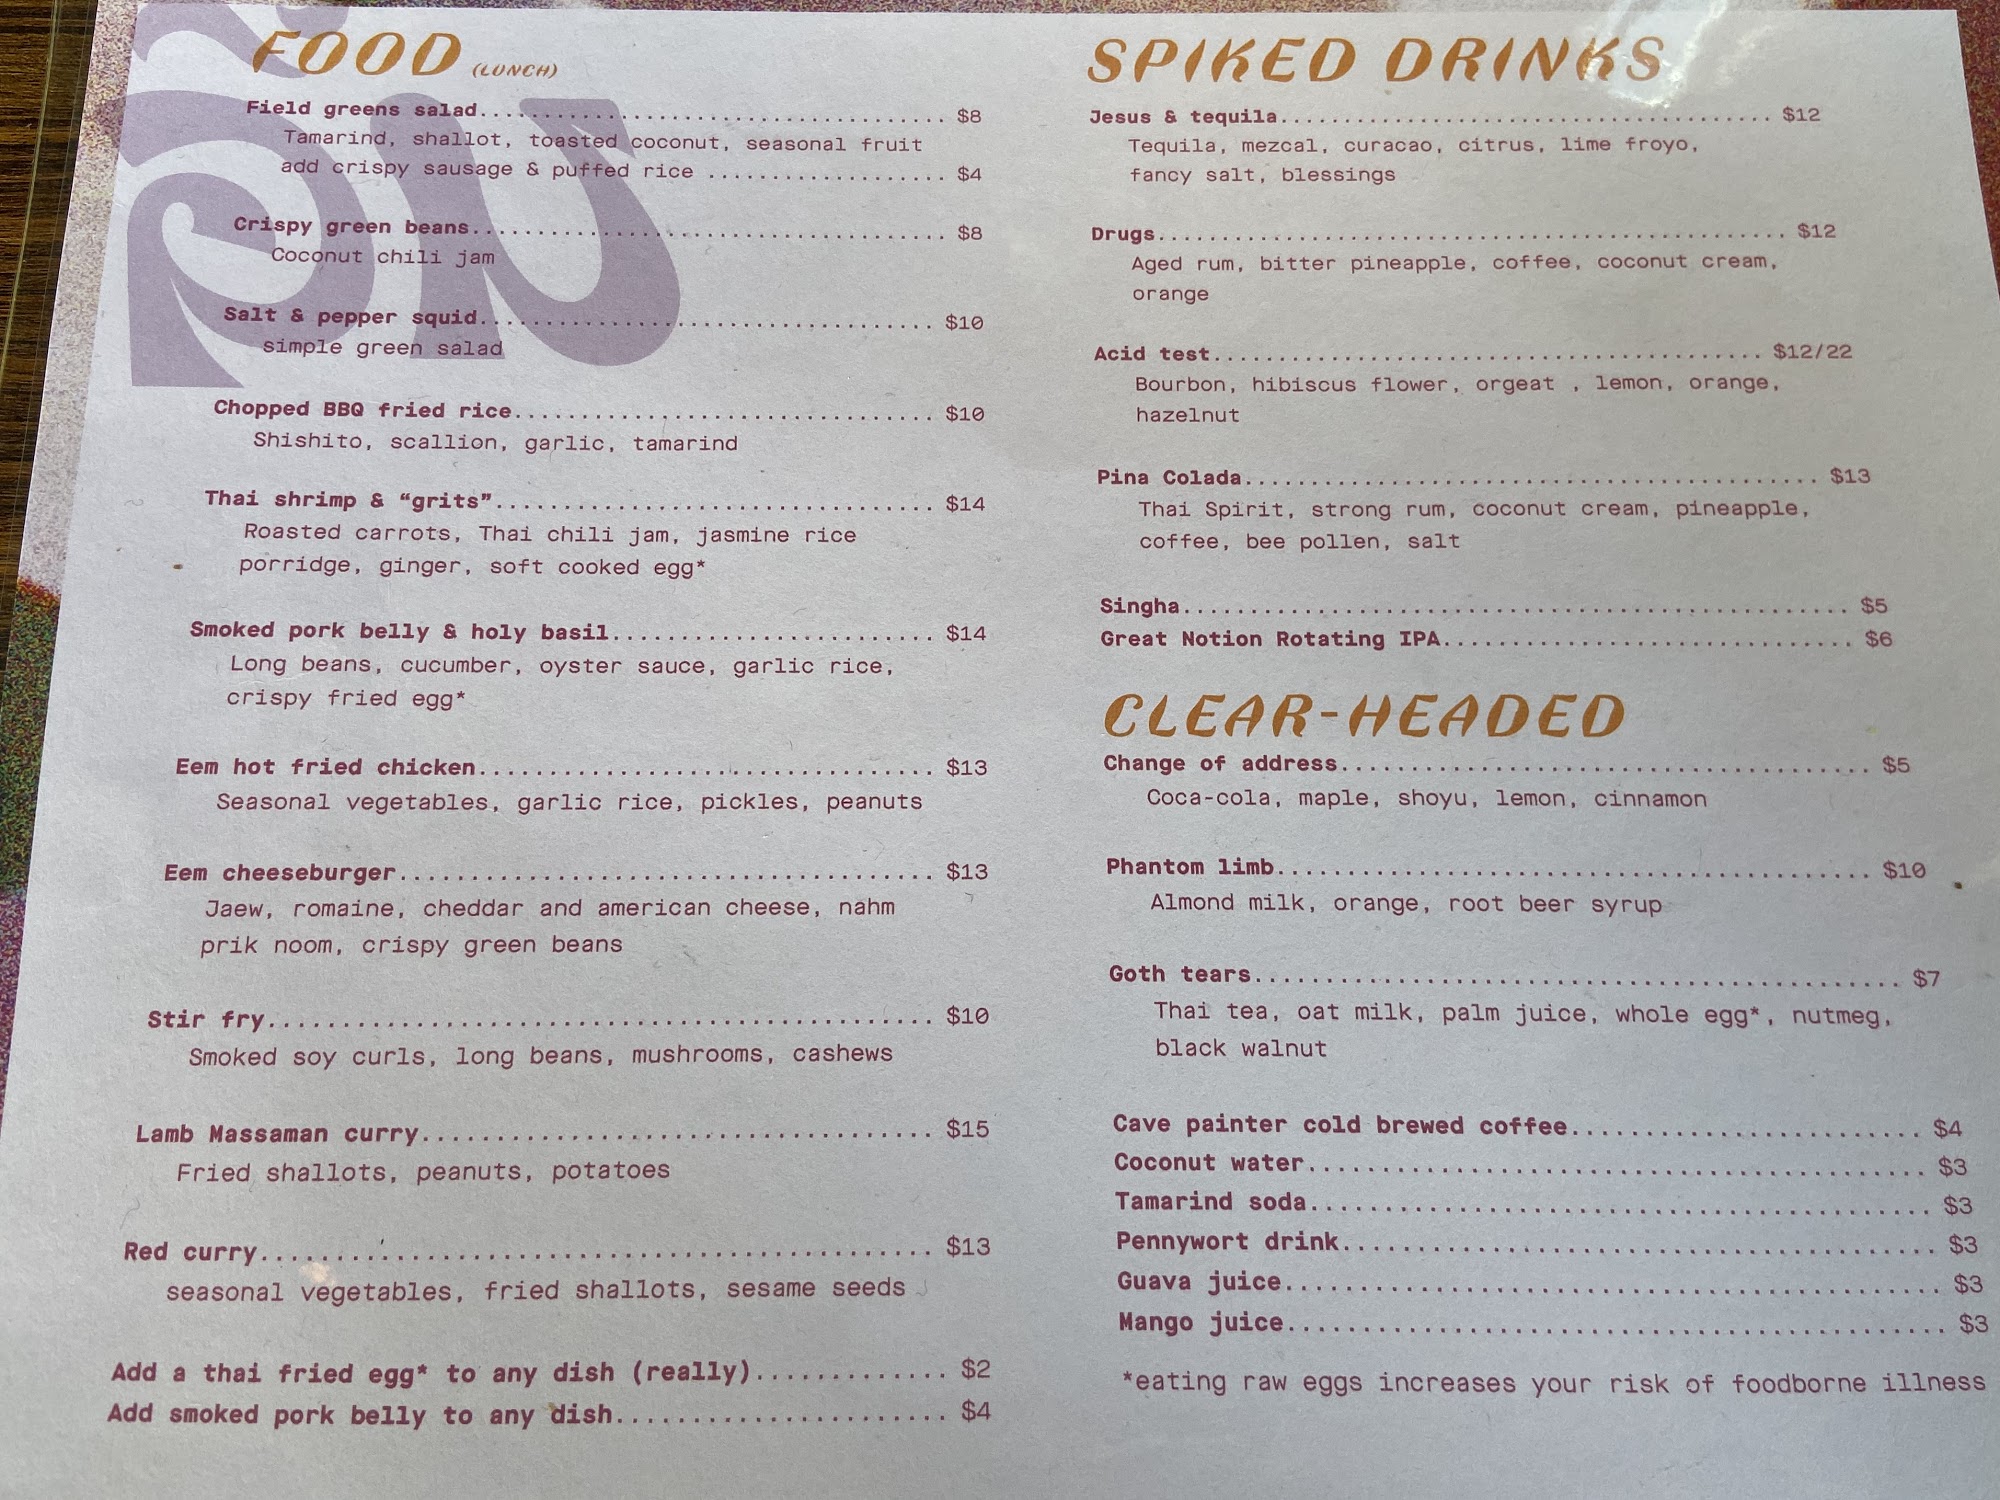 FOOD (LUNCH)
Field greens salad..................................... $8
Tamarind, shallot, toasted coconut, seasonal fruit
add crispy sausage & puffed rice ................... $4
Crispy green beans...................................... $8
Coconut chili jam
Salt & pepper squid.................................... $10
simple green salad
Chopped BBQ fried rice................................. $10
Shishito, scallion, garlic, tamarind
Thai shrimp & “grits”.................................. $14
Roasted carrots, Thai chili jam, jasmine rice
porridge, ginger, soft cooked egg*
Smoked pork belly & holy basil......................... $14
Long beans, cucumber, oyster sauce, garlic rice,
crispy fried egg*
Eem hot fried chicken.................................. $13
Seasonal vegetables, garlic rice, pickles, peanuts
Eem cheeseburger....................................... $13
Jaew, romaine, cheddar and american cheese, nahm
prik noom, crispy green beans
Stir fry............................................... $10
Smoked soy curls, long beans, mushrooms, cashews
Lamb Massaman curry.................................... $15
Fried shallots, peanuts, potatoes
Red curry.............................................. $13
seasonal vegetables, fried shallots, sesame seeds
Add a thai fried egg* to any dish (really)............. $2
Add smoked pork belly to any dish...................... $4
SPIKED DRINKS
Jesus & tequila....................................... $12
Tequila, mezcal, curacao, citrus, lime froyo,
fancy salt, blessings
Drugs................................................. $12
Aged rum, bitter pineapple, coffee, coconut cream,
orange
Acid test........................................... $12/22
Bourbon, hibiscus flower, orgeat , lemon, orange,
hazelnut
Pina Colada............................................. $13
Thai Spirit, strong rum, coconut cream, pineapple,
coffee, bee pollen, salt
Singha.................................................. $5
Great Notion Rotating IPA............................... $6
CLEAR-HEADED
Change of address....................................... $5
Coca-cola, maple, shoyu, lemon, cinnamon
Phantom limb............................................ $10
Almond milk, orange, root beer syrup
Goth tears.............................................. $7
Thai tea, oat milk, palm juice, whole egg*, nutmeg,
black walnut
Cave painter cold brewed coffee......................... $4
Coconut water........................................... $3
Tamarind soda........................................... $3
Pennywort drink......................................... $3
Guava juice............................................. $3
Mango juice............................................. $3
*eating raw eggs increases your risk of foodborne illness